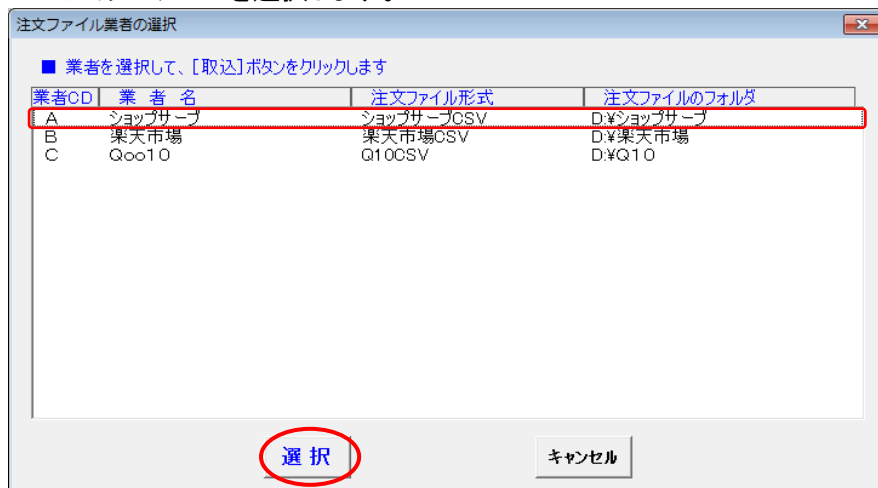 注文ファイル業者の選択
■ 業者を選択して、［取込］ボタンをクリックします
業者CD 業 者 名 注文ファイル形式 注文ファイルのフォルダ
A ショップサーブ ショップサーブCSV D:¥ショップサーブ
B 楽天市場 楽天市場CSV D:¥楽天市場
C Qoo10 Q10CSV D:¥Q10
選 択 キャンセル